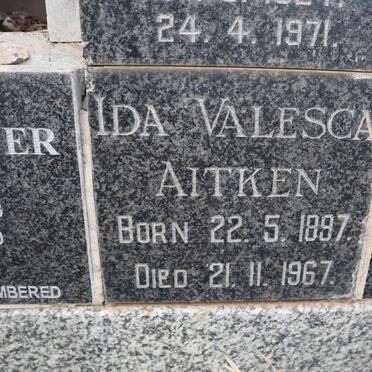 24. 4. 1971.
IDA VALESCA
AITKEN
BORN 22. 5. 1897.
DIED 21. 11. 1967.
ER
MBERED